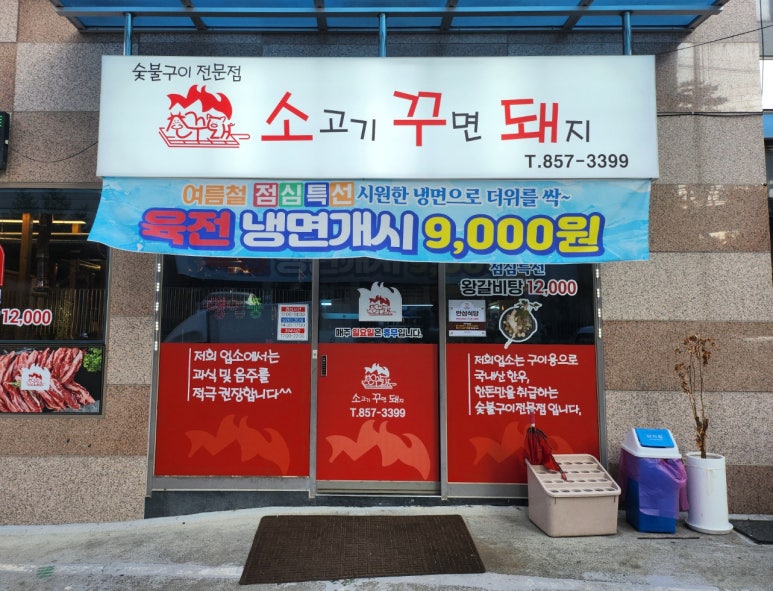 숯불구이 전문점
소고기 꾸면 돼지
T.857-3399
여름철 점심특선 시원한 냉면으로 더위를 싹~
육전 냉면개시 9,000원
점심특선
왕갈비탕 12,000
12,000
매주 일요일은 휴무입니다.
안심식당
저희 업소에서는
과식 및 음주를
적극 권장합니다^^
소고기 꾸면 돼지
T.857-3399
저희업소는 구이용으로
국내산 한우,
한돈만을 취급하는
숯불구이전문점 입니다.